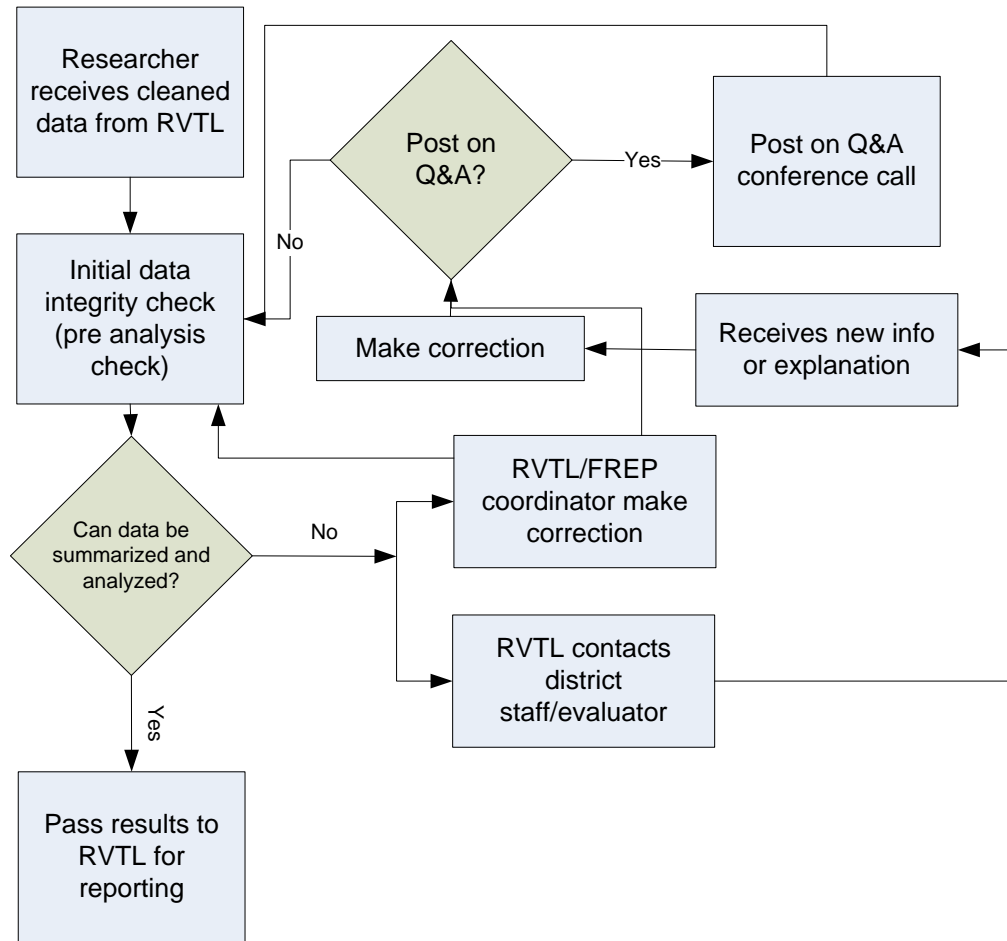 Researcher
receives cleaned
data from RVTL
Post on
Q&A?
Yes
Post on Q&A
conference call
No
Initial data
integrity check
(pre analysis
check)
Make correction
Receives new info
or explanation
RVTL/FREP
coordinator make
correction
Can data be
summarized and
analyzed?
No
RVTL contacts
district
staff/evaluator
Yes
Pass results to
RVTL for
reporting